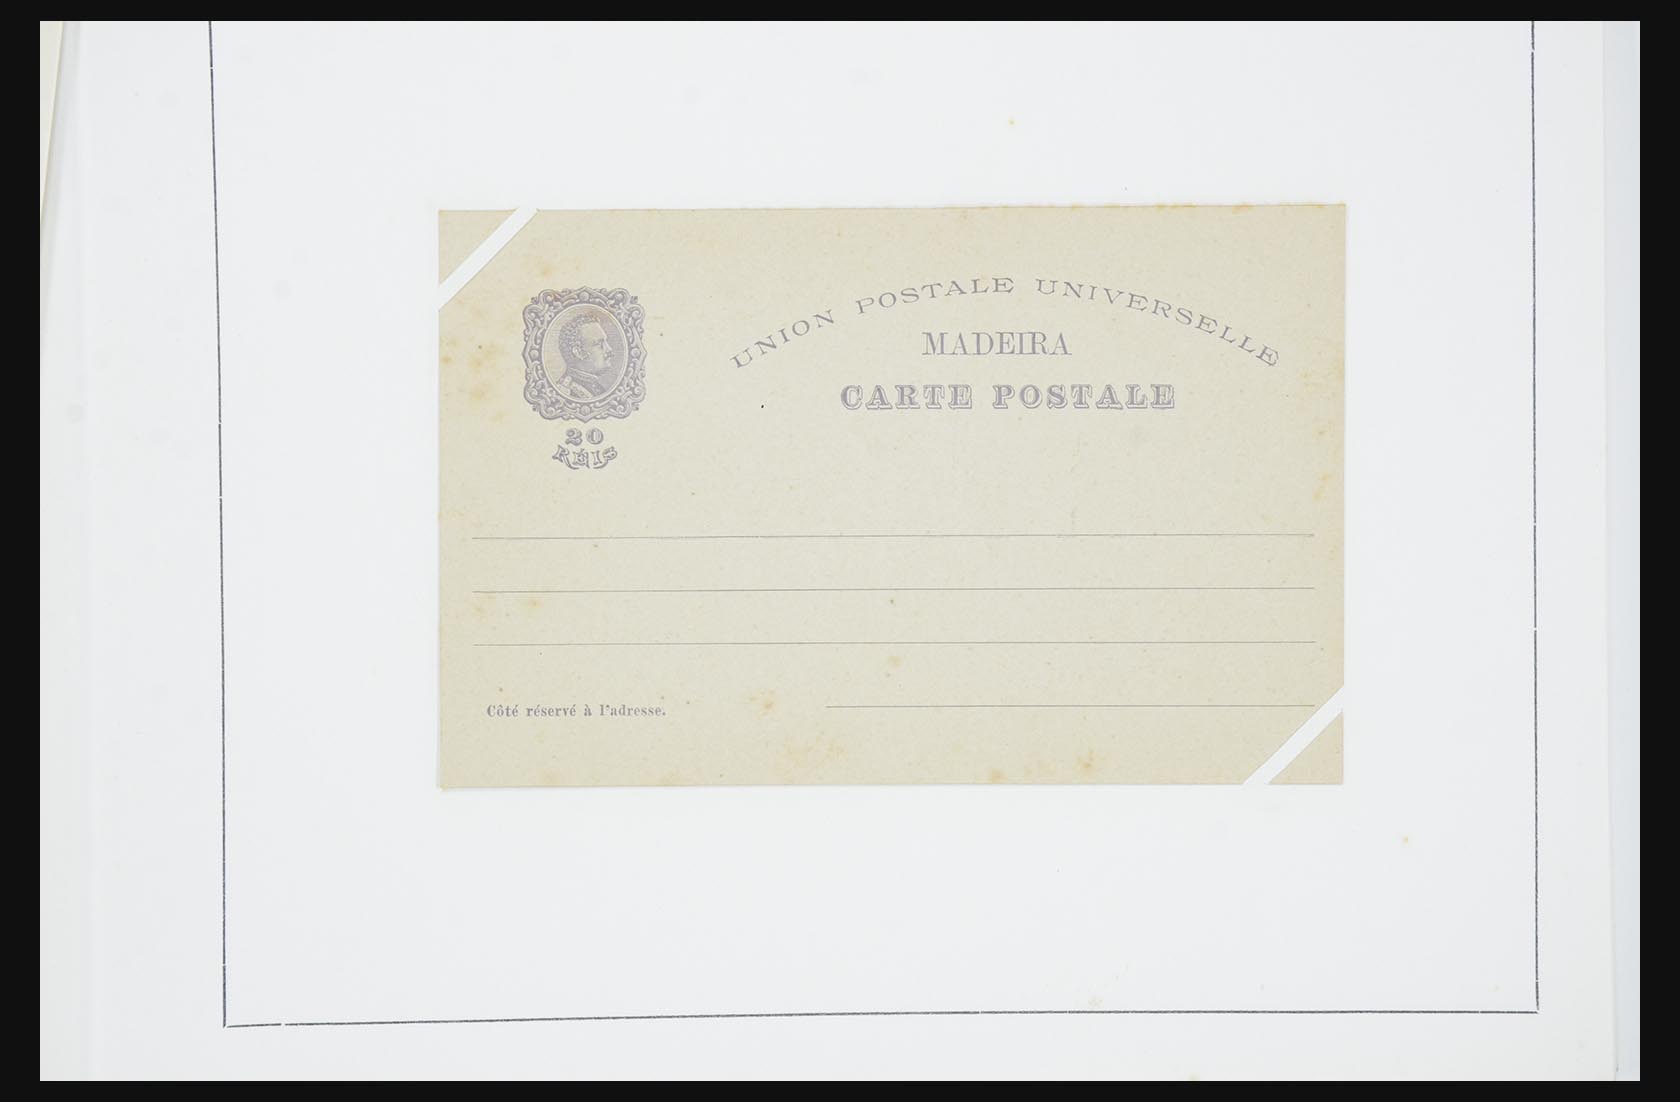 UNION POSTALE UNIVERSELLE
MADEIRA
CARTE POSTALE
20
RÉIS
Côté réservé à l'adresse.